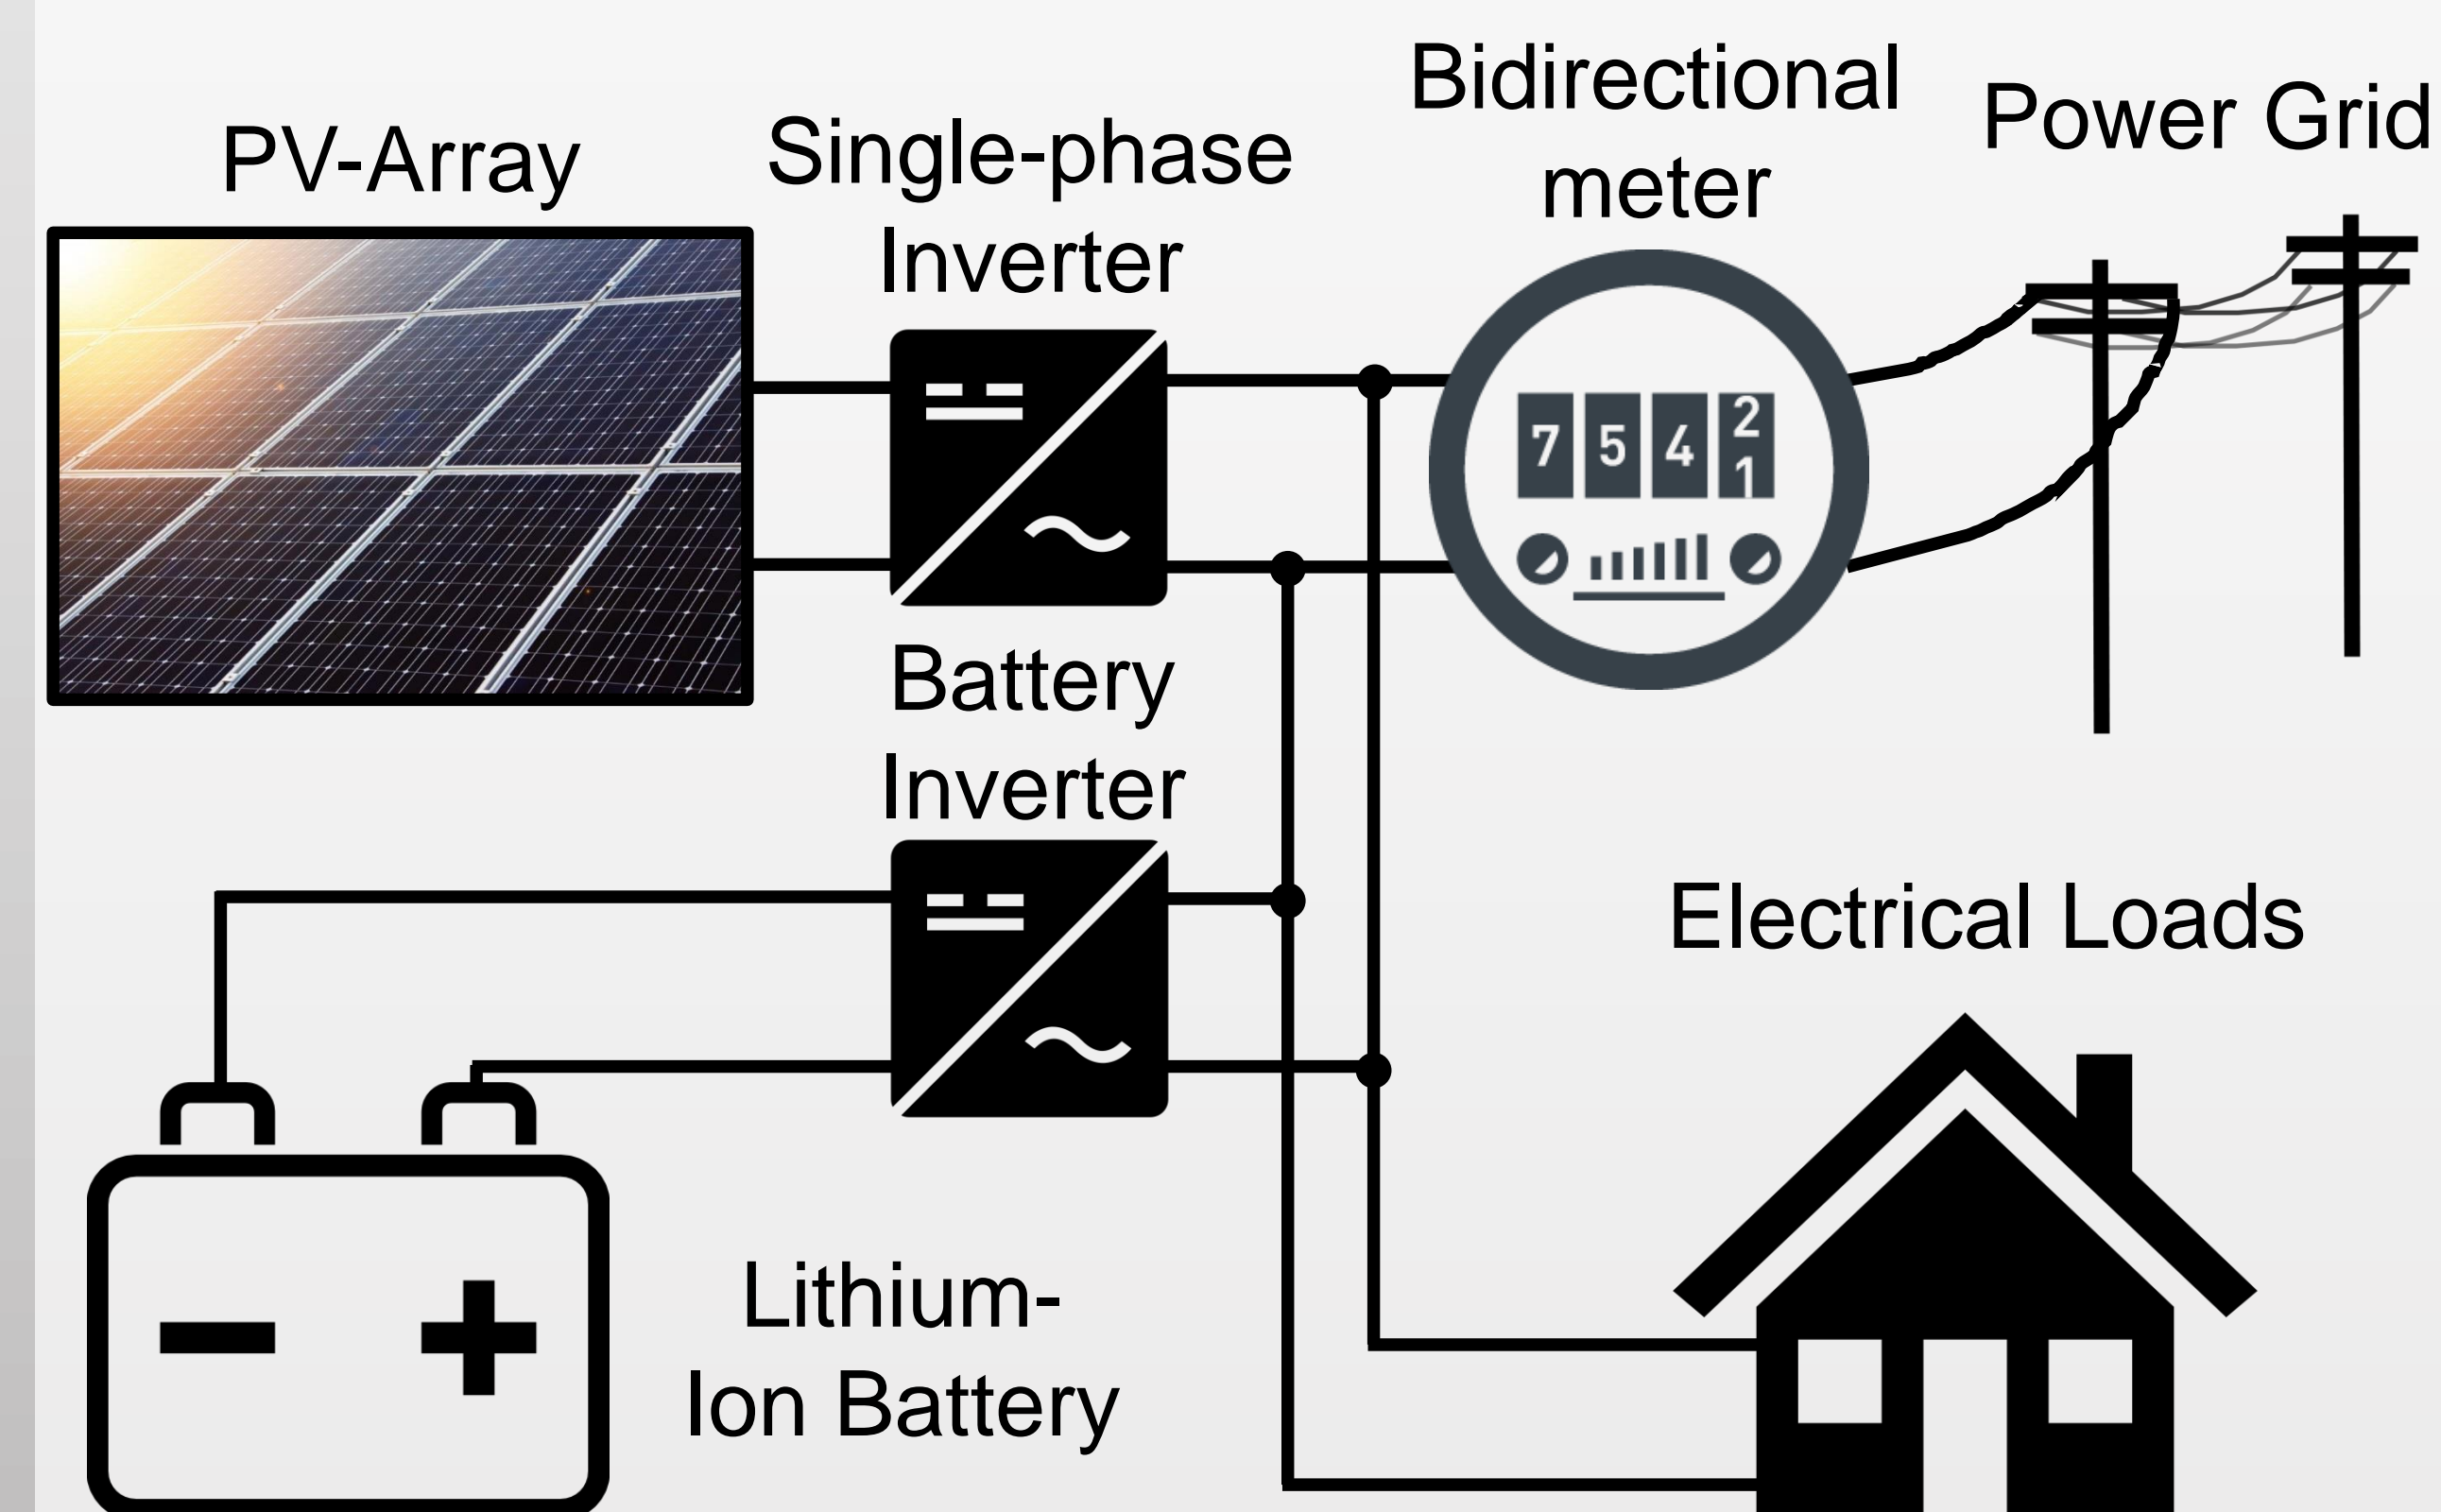 PV-Array
Single-phase
Inverter
Bidirectional
meter
Power Grid
7 5 4 2
1
Battery
Inverter
Electrical Loads
Lithium-
Ion Battery